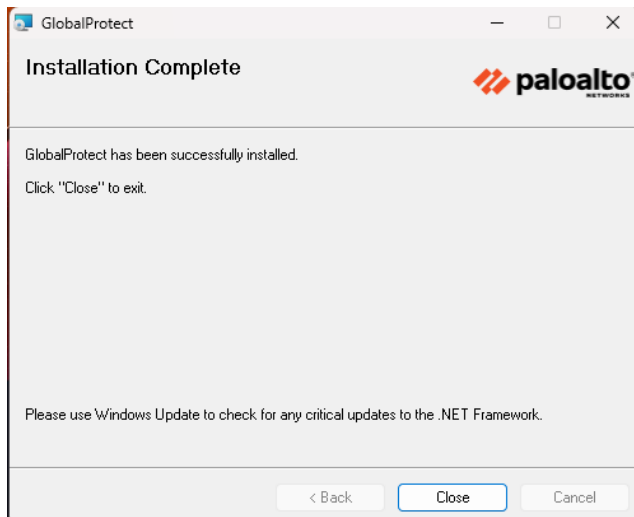 GlobalProtect
Installation Complete
paloalto®
NETWORKS
GlobalProtect has been successfully installed.
Click "Close" to exit.
Please use Windows Update to check for any critical updates to the .NET Framework.
< Back Close Cancel